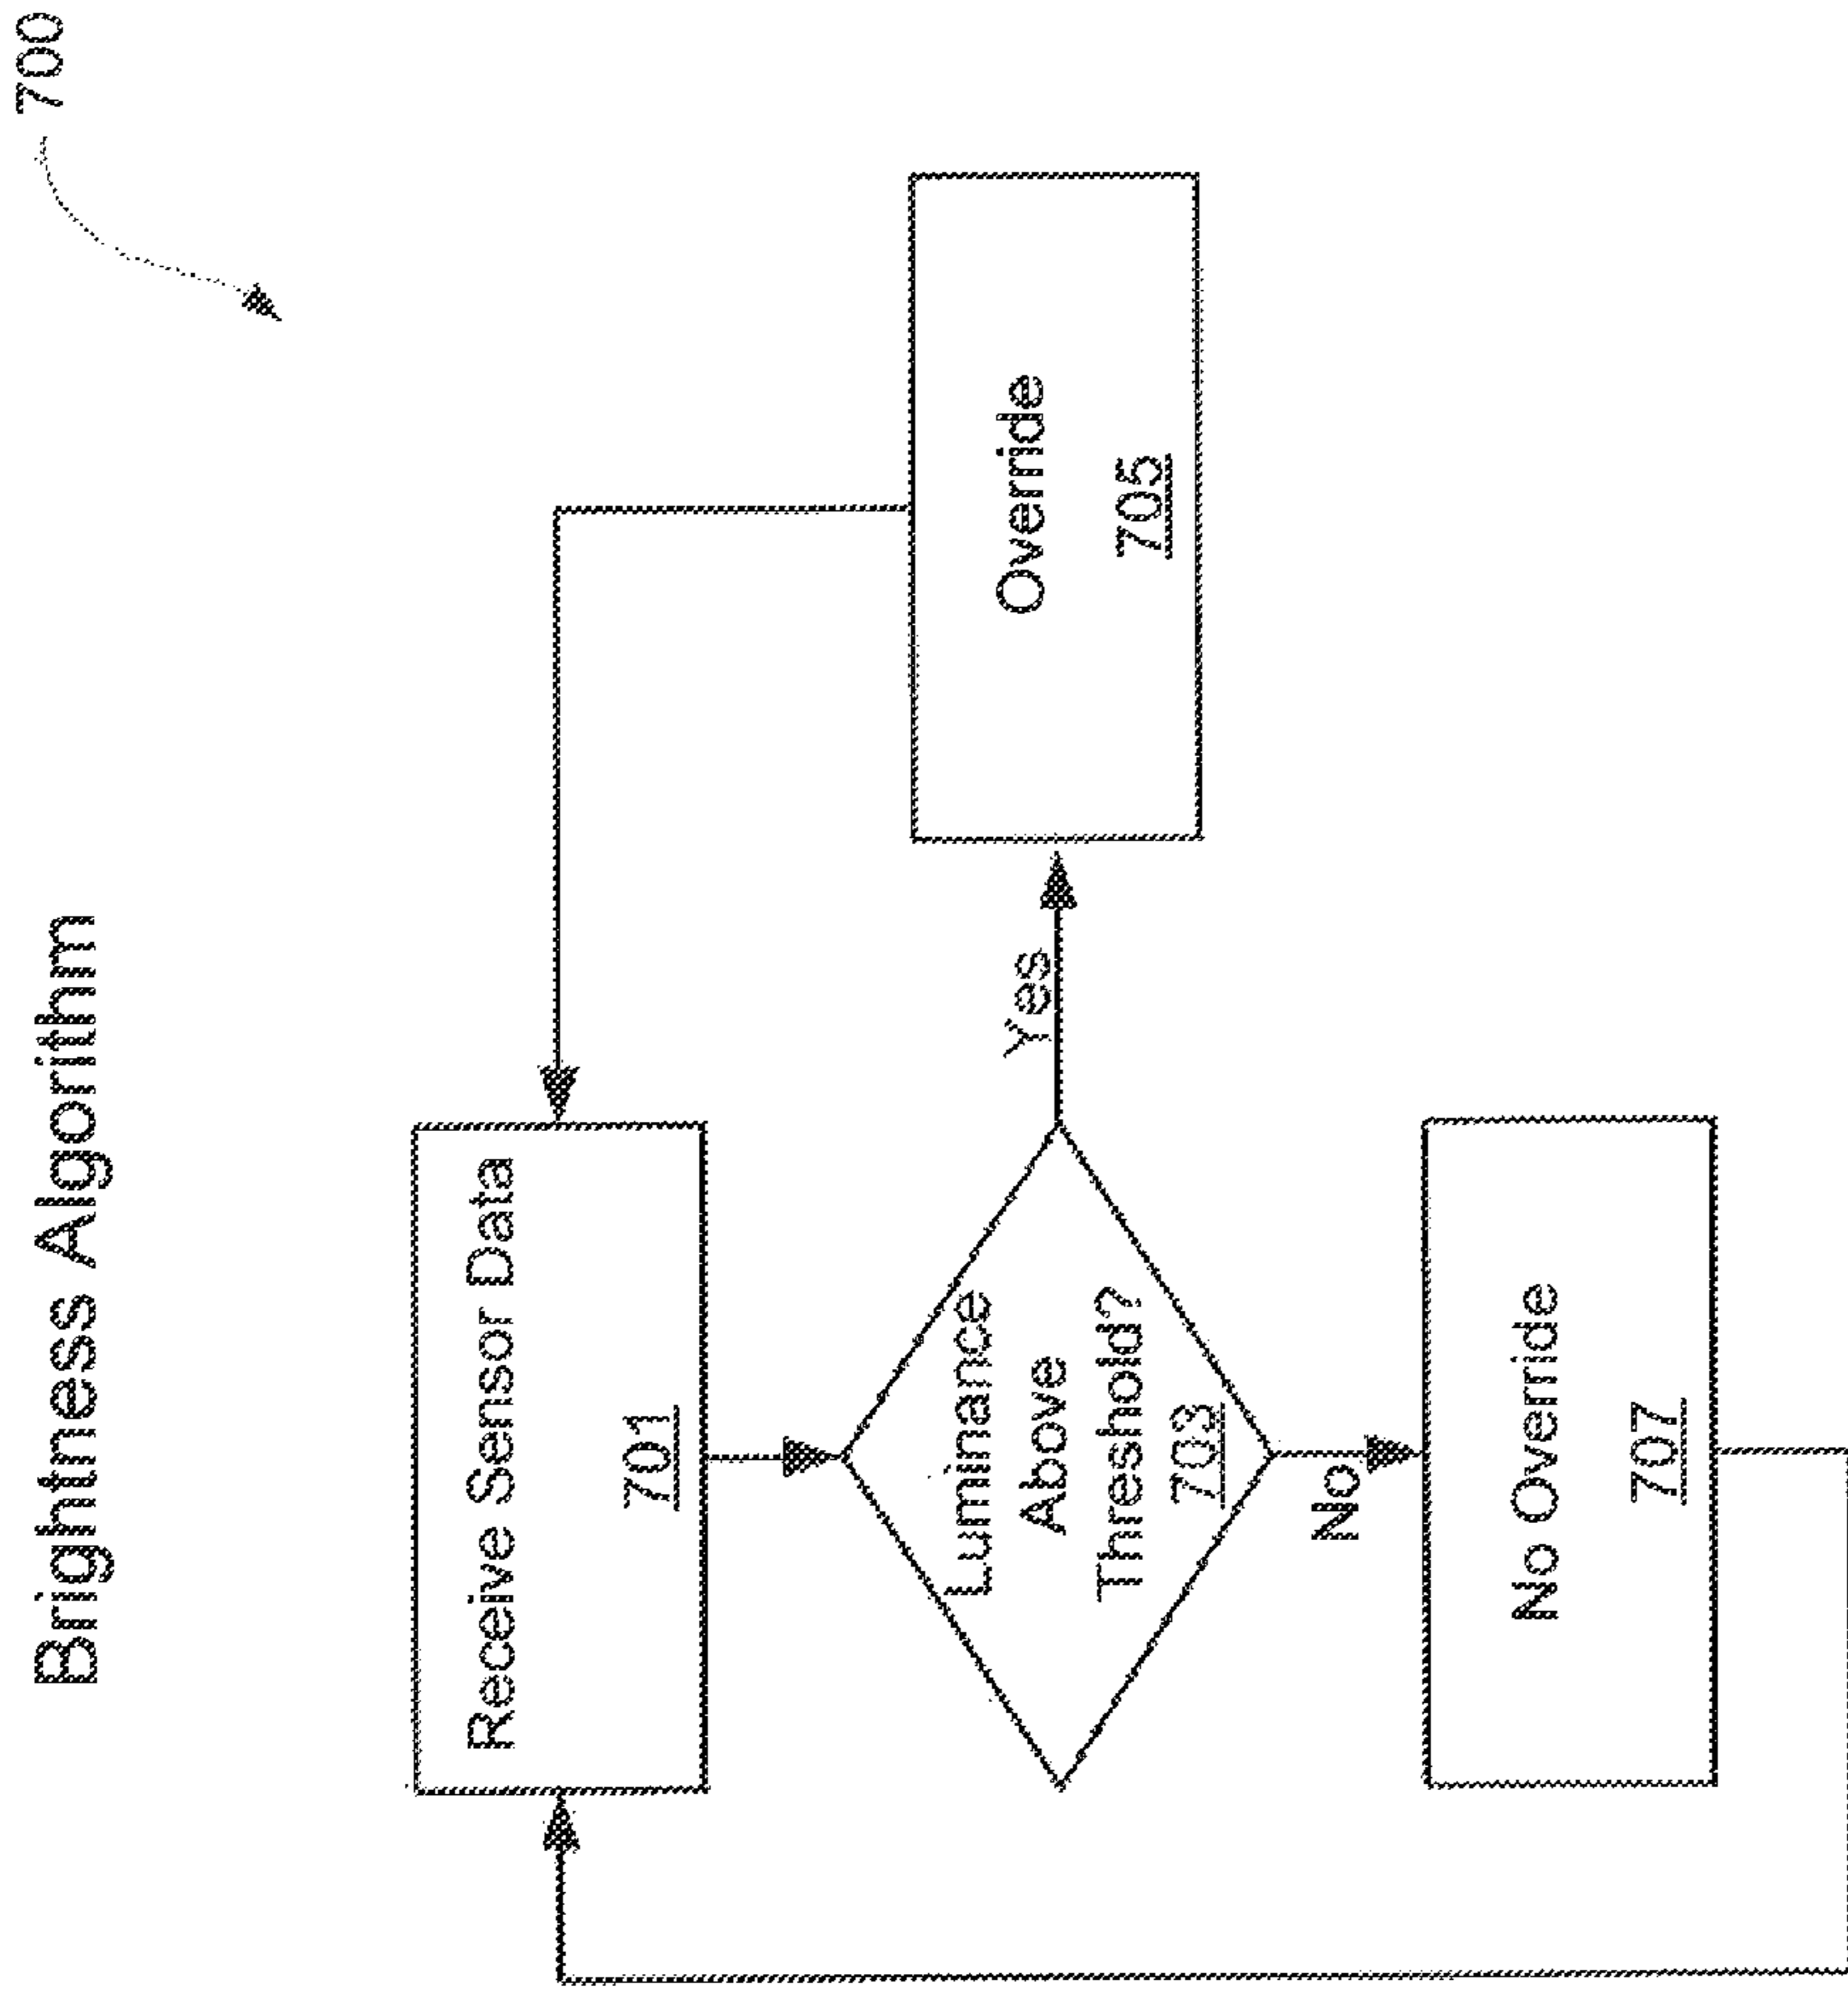 Brightness Algorithm
700
Receive Sensor Data
701
Luminance
Above
Threshold?
703
Yes
Override
705
No
No Override
707